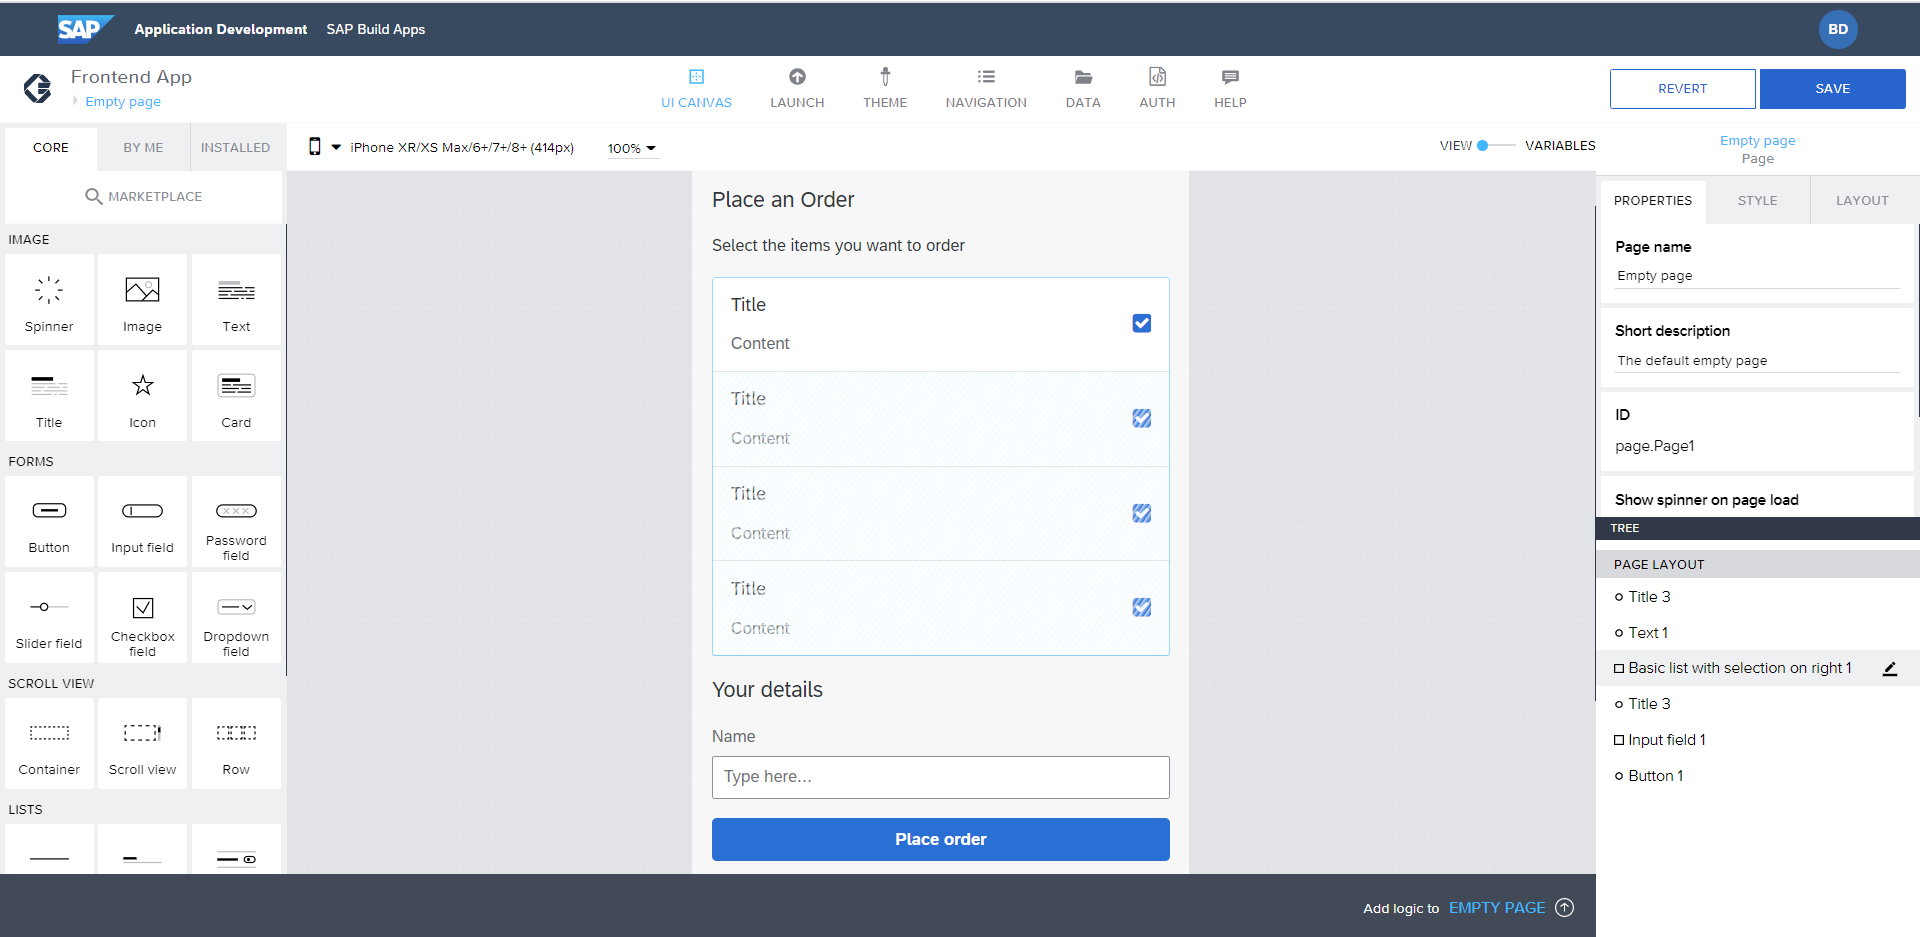 SAP Application Development SAP Build Apps BD
Frontend App
Empty page
UI CANVAS LAUNCH THEME NAVIGATION DATA AUTH HELP
REVERT SAVE
CORE BY ME INSTALLED
MARKETPLACE
iPhone XR/XS Max/6+/7+/8+ (414px) 100%
VIEW VARIABLES
IMAGE
Spinner Image Text
Title Icon Card
FORMS
Button Input field Password
field
Slider field Checkbox Dropdown
field field
SCROLL VIEW
Container Scroll view Row
LISTS
Place an Order
Select the items you want to order
Title
Content
Title
Content
Title
Content
Title
Content
Your details
Name
Type here...
Place order
Add logic to EMPTY PAGE
Empty page
Page
PROPERTIES STYLE LAYOUT
Page name
Empty page
Short description
The default empty page
ID
page.Page1
Show spinner on page load
TREE
PAGE LAYOUT
Title 3
Text 1
Basic list with selection on right 1
Title 3
Input field 1
Button 1